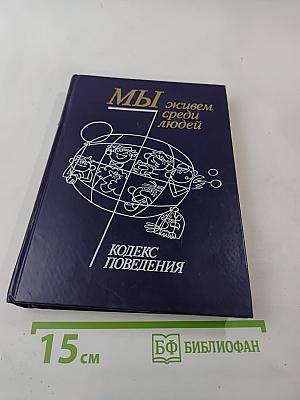 МЫ живем
среди
людей
КОДЕКС
ПОВЕДЕНИЯ
15 см
БФ БИБЛИОФАН